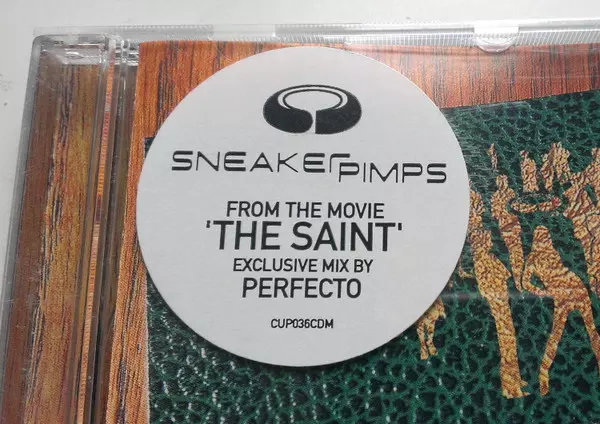 SNEAKER PIMPS
FROM THE MOVIE
'THE SAINT'
EXCLUSIVE MIX BY
PERFECTO
CUP036CDM